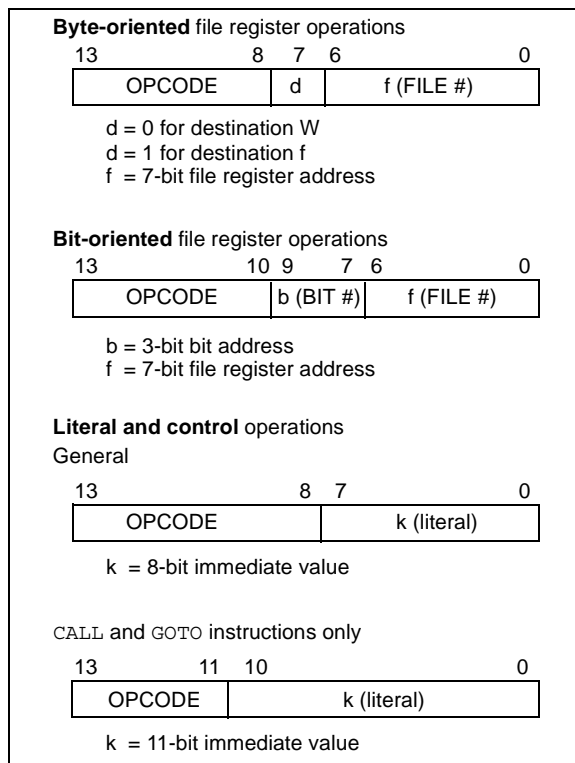 Byte-oriented file register operations
13 8 7 6 0
OPCODE d f (FILE #)
d = 0 for destination W
d = 1 for destination f
f = 7-bit file register address
Bit-oriented file register operations
13 10 9 7 6 0
OPCODE b (BIT #) f (FILE #)
b = 3-bit bit address
f = 7-bit file register address
Literal and control operations
General
13 8 7 0
OPCODE k (literal)
k = 8-bit immediate value
CALL and GOTO instructions only
13 11 10 0
OPCODE k (literal)
k = 11-bit immediate value